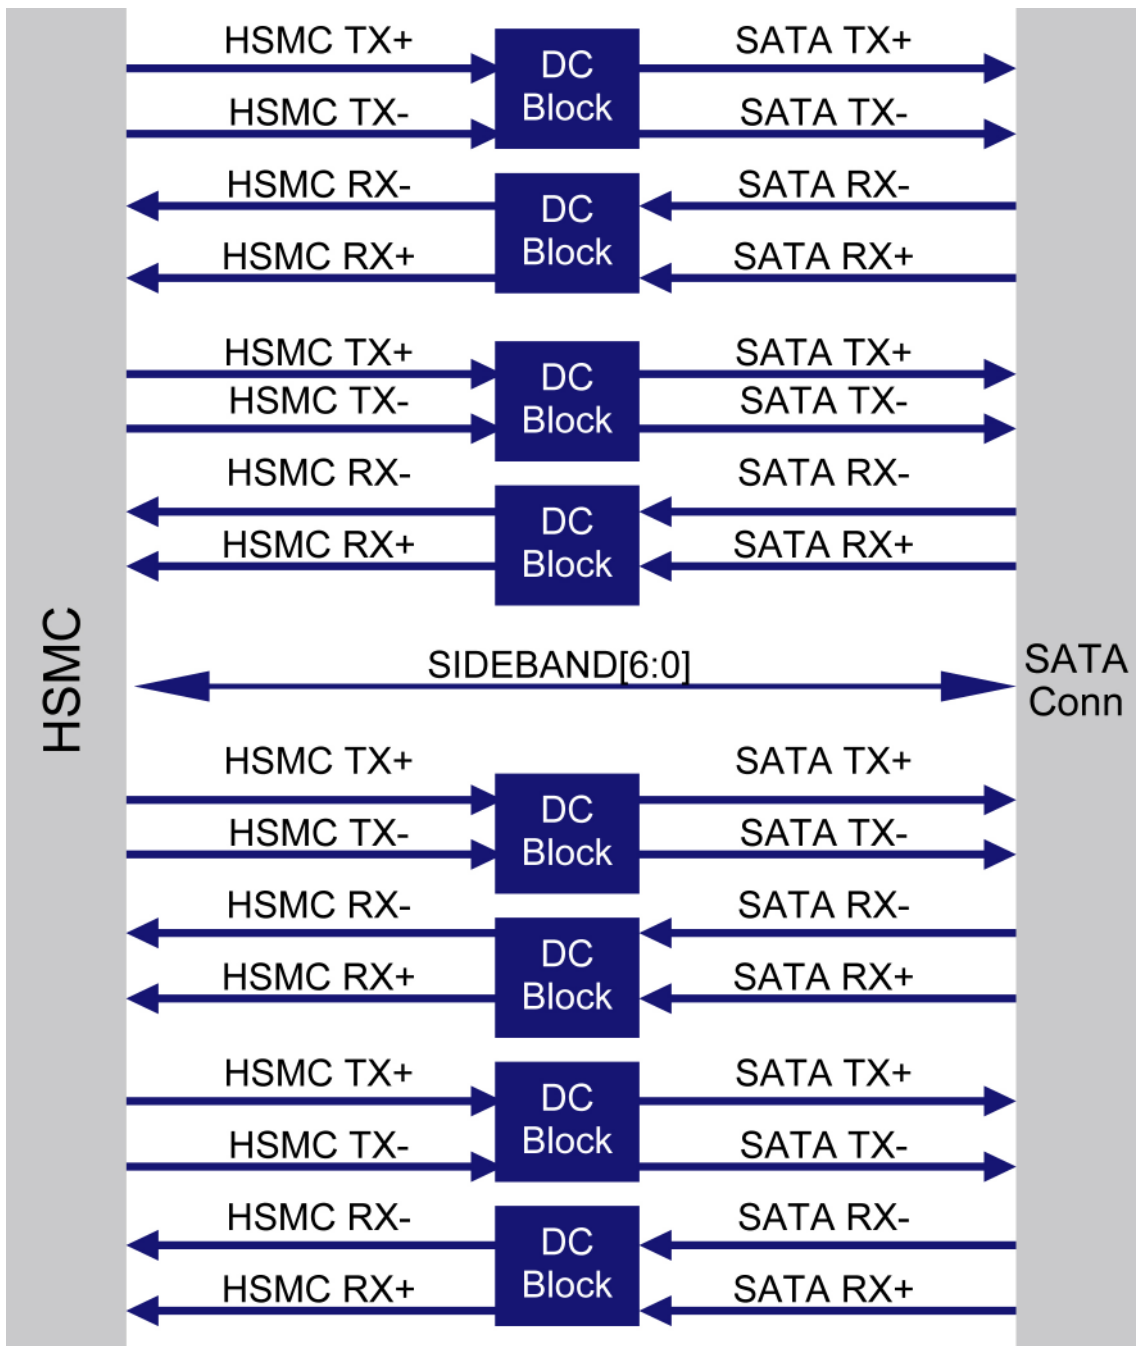 HSMC TX+
SATA TX+
DC
Block
HSMC TX-
SATA TX-
HSMC RX-
SATA RX-
DC
Block
HSMC RX+
SATA RX+
HSMC TX+
SATA TX+
DC
Block
HSMC TX-
SATA TX-
HSMC RX-
SATA RX-
DC
Block
HSMC RX+
SATA RX+
HSMC
SIDEBAND[6:0]
SATA
Conn
HSMC TX+
SATA TX+
DC
Block
HSMC TX-
SATA TX-
HSMC RX-
SATA RX-
DC
Block
HSMC RX+
SATA RX+
HSMC TX+
SATA TX+
DC
Block
HSMC TX-
SATA TX-
HSMC RX-
SATA RX-
DC
Block
HSMC RX+
SATA RX+